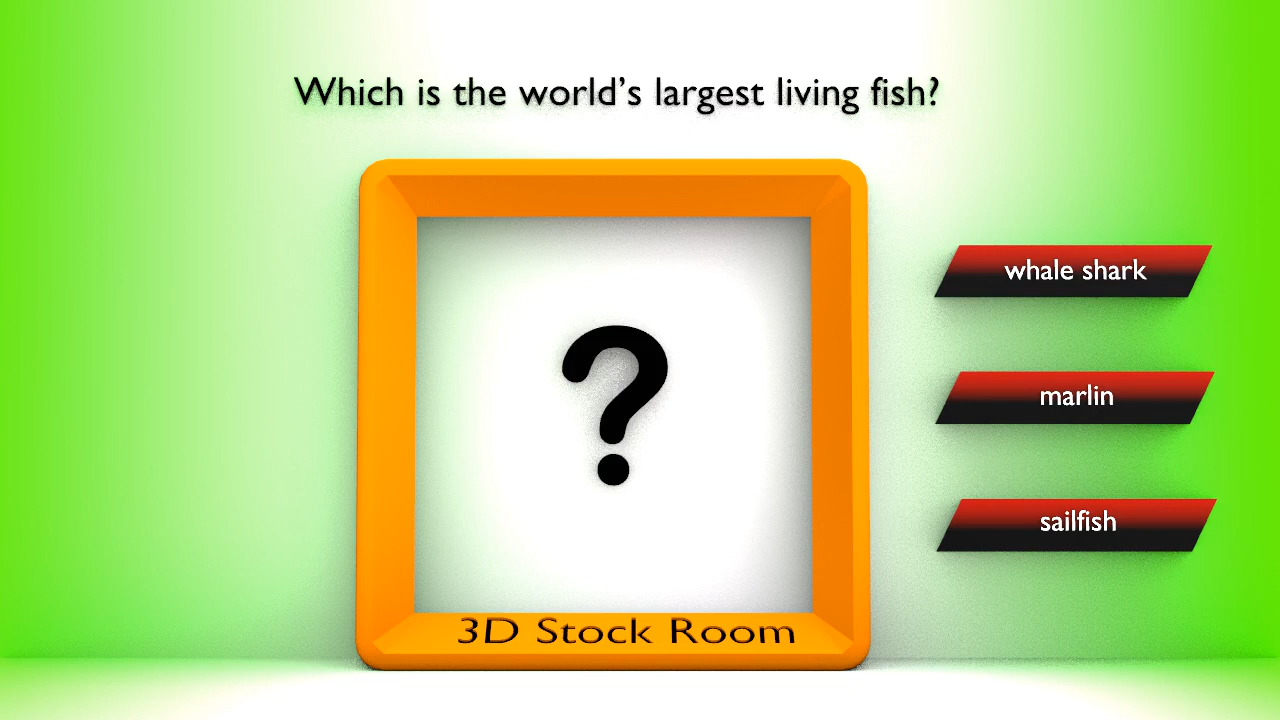 Which is the world’s largest living fish?
whale shark
marlin
sailfish
?
3D Stock Room